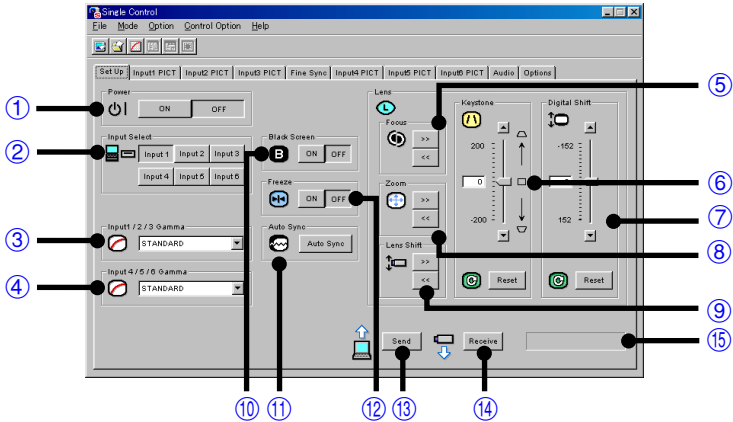 Single Control
File Mode Option Control Option Help
Set Up Input1 PICT Input2 PICT Input3 PICT Fine Sync Input4 PICT Input5 PICT Input6 PICT Audio Options
Power
ON OFF
Input Select
Input 1 Input 2 Input 3
Input 4 Input 5 Input 6
Input1 / 2 / 3 Gamma
STANDARD
Input 4 / 5 / 6 Gamma
STANDARD
Black Screen
B ON OFF
Freeze
ON OFF
Auto Sync
Auto Sync
Lens
L
Focus
>>
<<
Zoom
>>
<<
Lens Shift
>>
<<
Keystone
200
0
-200
Reset
Digital Shift
-152
152
Reset
Send
Receive
①
②
③
④
⑤
⑥
⑦
⑧
⑨
⑮
⑩ ⑪ ⑫ ⑬ ⑭